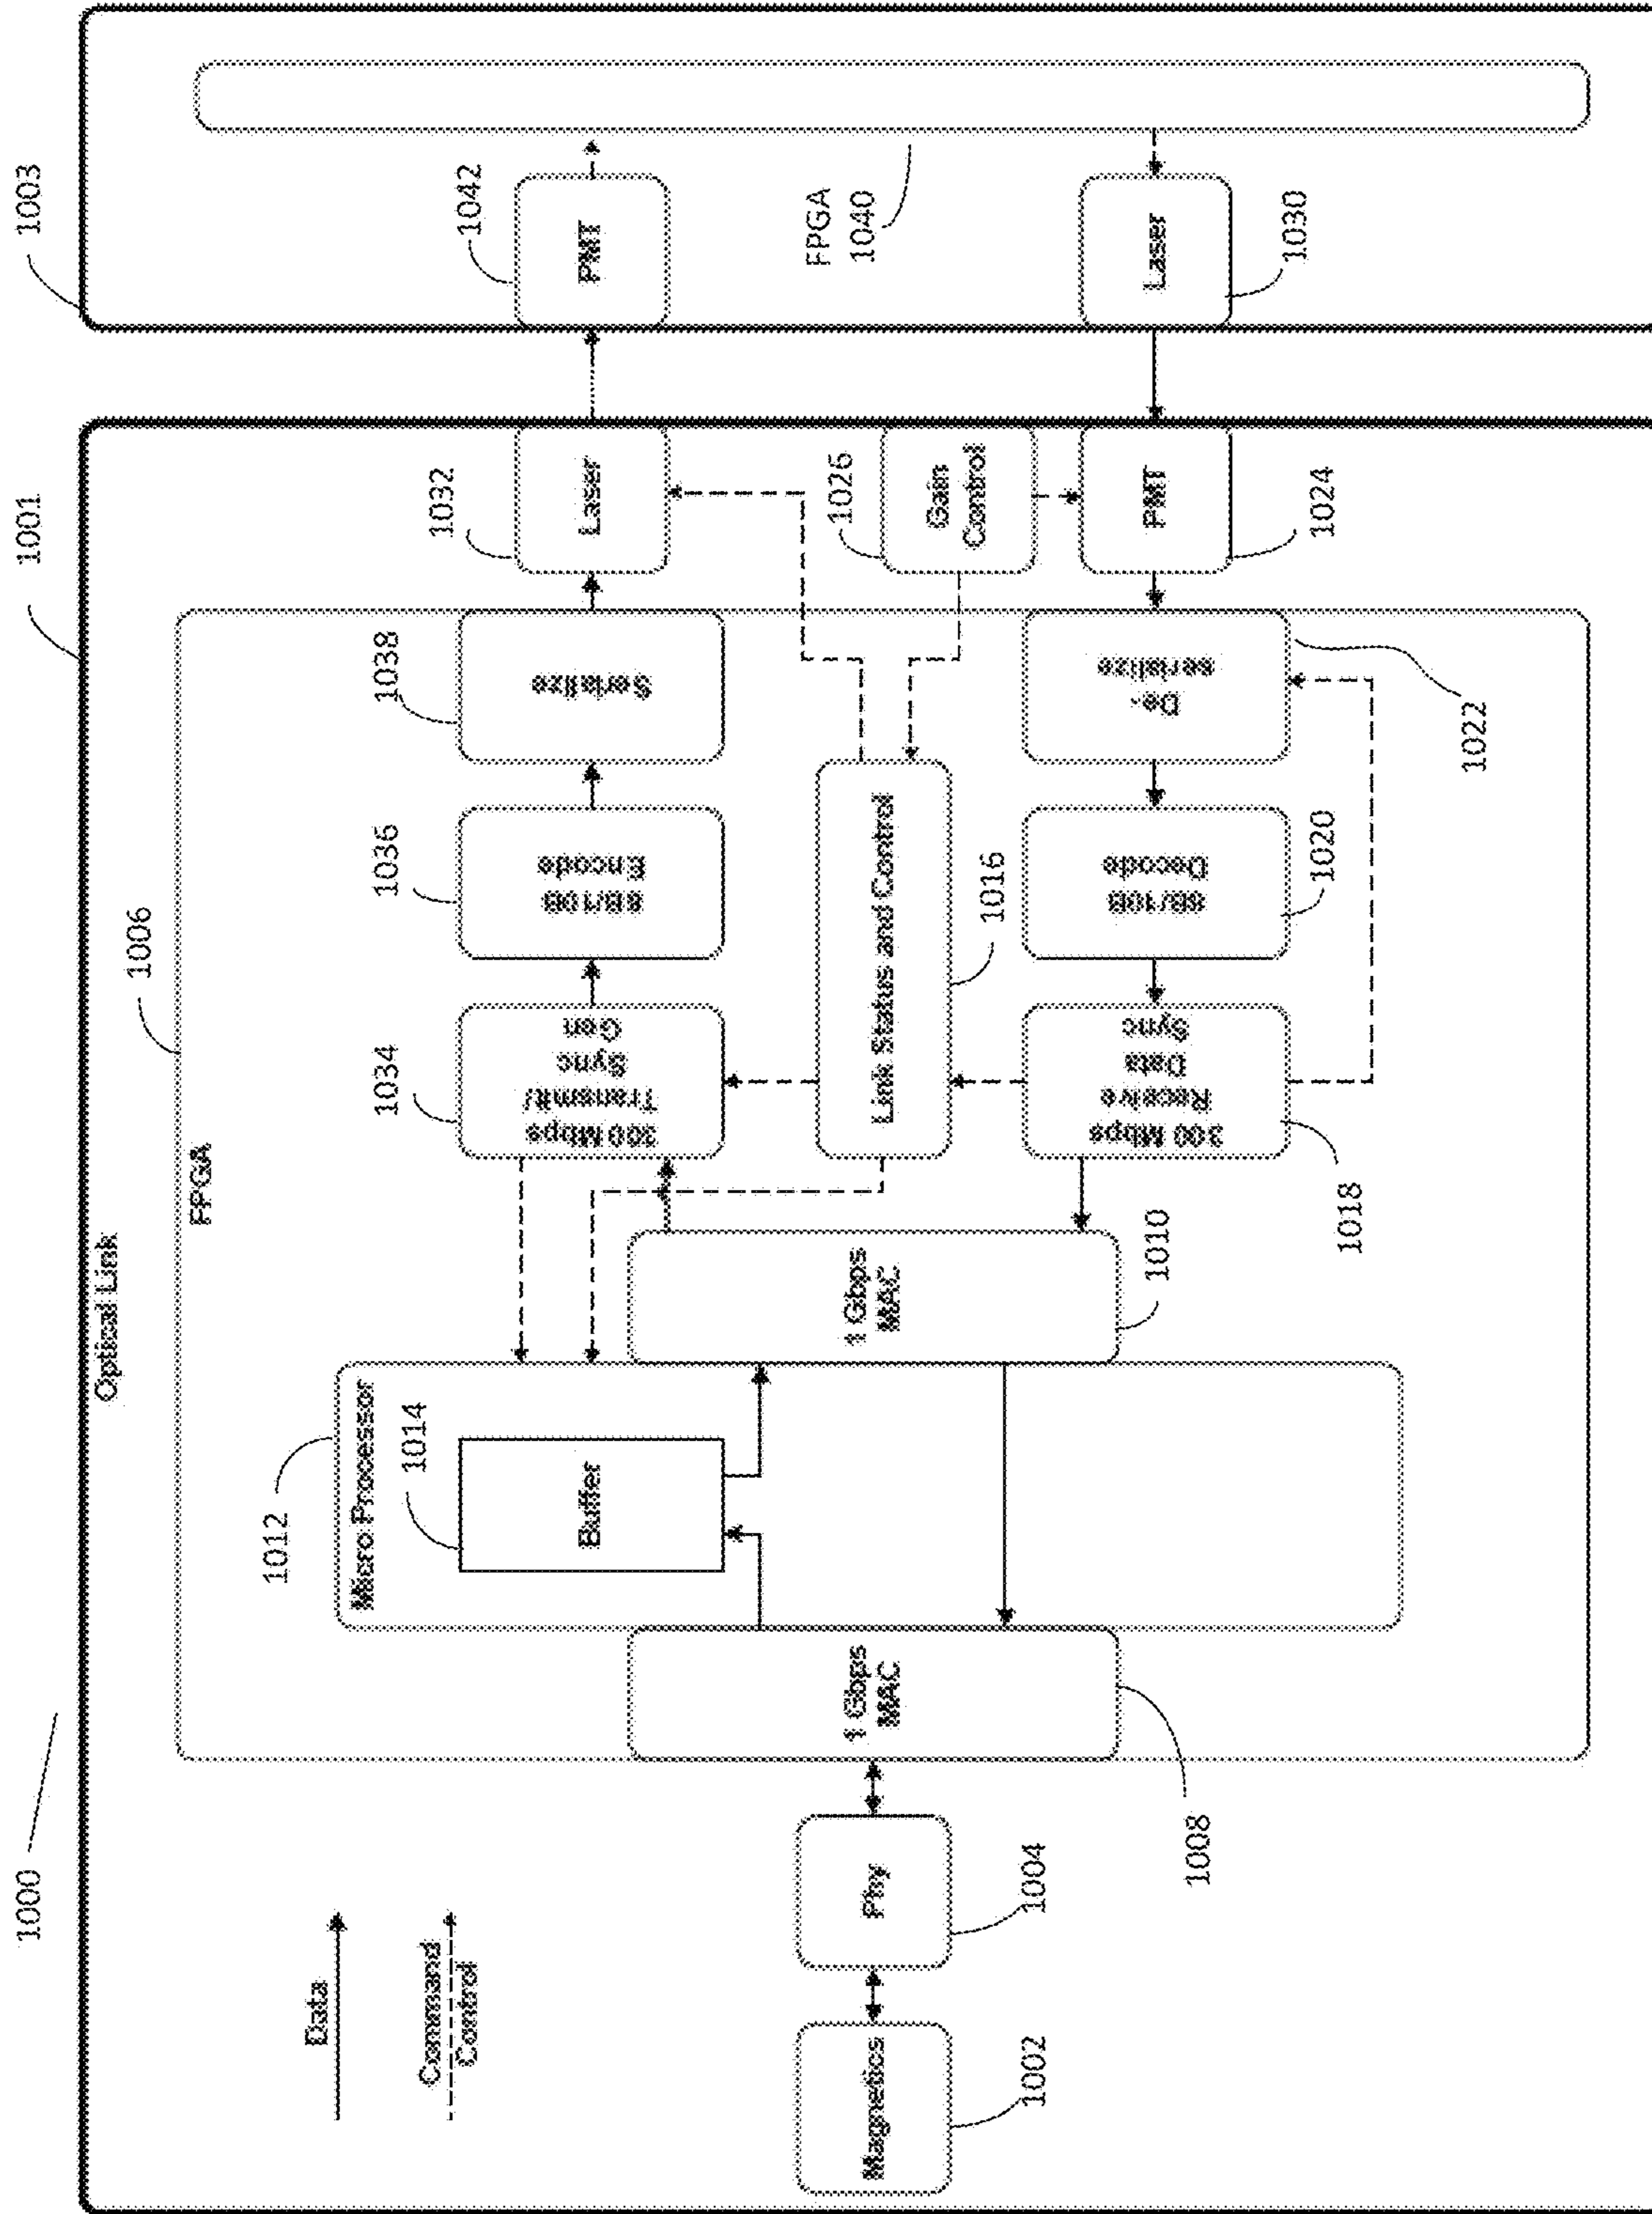 1000
1001
1003
Optical Link
1006
FPGA
Data
Command
Control
1012
Micro Processor
1014
Buffer
1034
300 Mbps
Transmit/
Sync
Gen
1036
8B/10B
Encode
1038
Serialize
1032
Laser
1042
PMT
Magnetics
1002
Phy
1004
1 Gbps
MAC
1008
1 Gbps
MAC
1010
Link Status and Control
1016
1026
Gain
Control
FPGA
1040
300 Mbps
Receive
Data
Sync
1018
8B/10B
Decode
1020
De-
serialize
1022
PMT
1024
Laser
1030